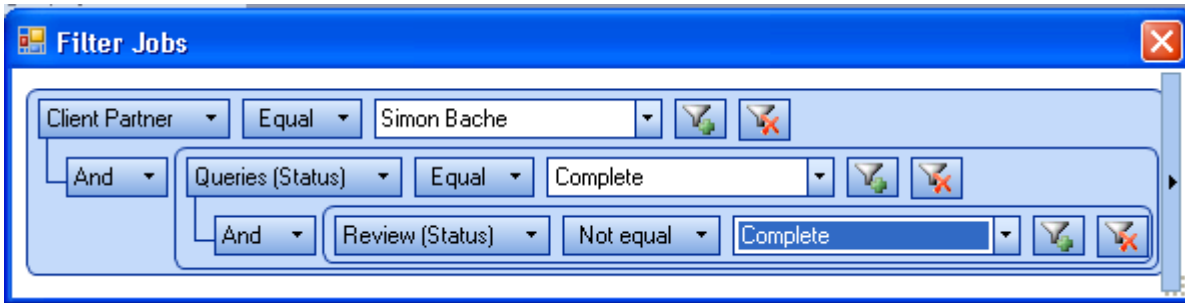 Filter Jobs
Client Partner Equal Simon Bache
And Queries (Status) Equal Complete
And Review (Status) Not equal Complete